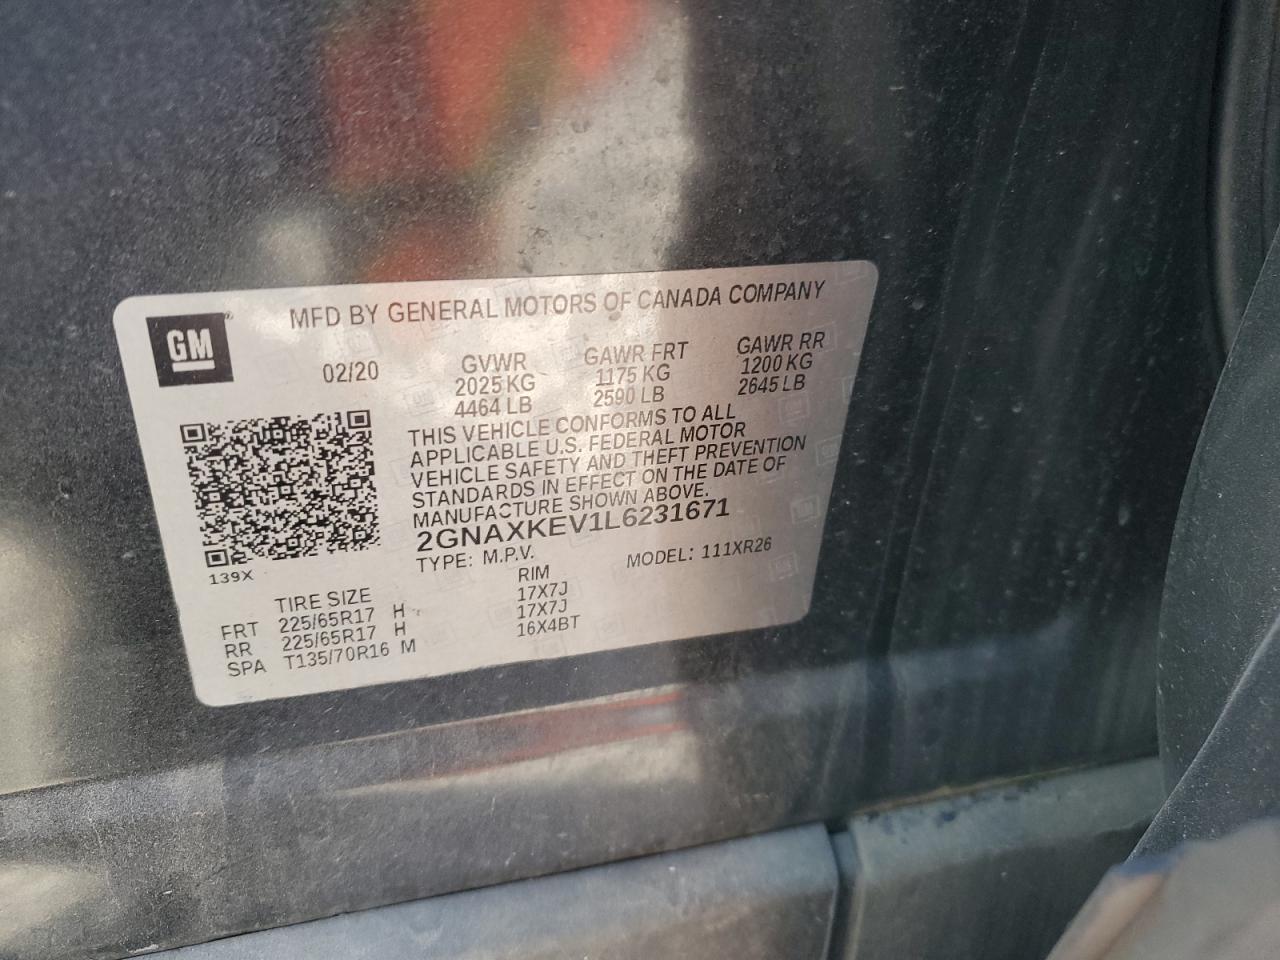 MFD BY GENERAL MOTORS OF CANADA COMPANY
GM
02/20
GVWR
2025 KG
4464 LB
GAWR FRT
1175 KG
2590 LB
GAWR RR
1200 KG
2645 LB
THIS VEHICLE CONFORMS TO ALL
APPLICABLE U.S. FEDERAL MOTOR
VEHICLE SAFETY AND THEFT PREVENTION
STANDARDS IN EFFECT ON THE DATE OF
MANUFACTURE SHOWN ABOVE.
2GNAXKEV1L6231671
TYPE: M.P.V. MODEL: 111XR26
139X
TIRE SIZE RIM
FRT 225/65R17 H 17X7J
RR 225/65R17 H 17X7J
SPA T135/70R16 M 16X4BT